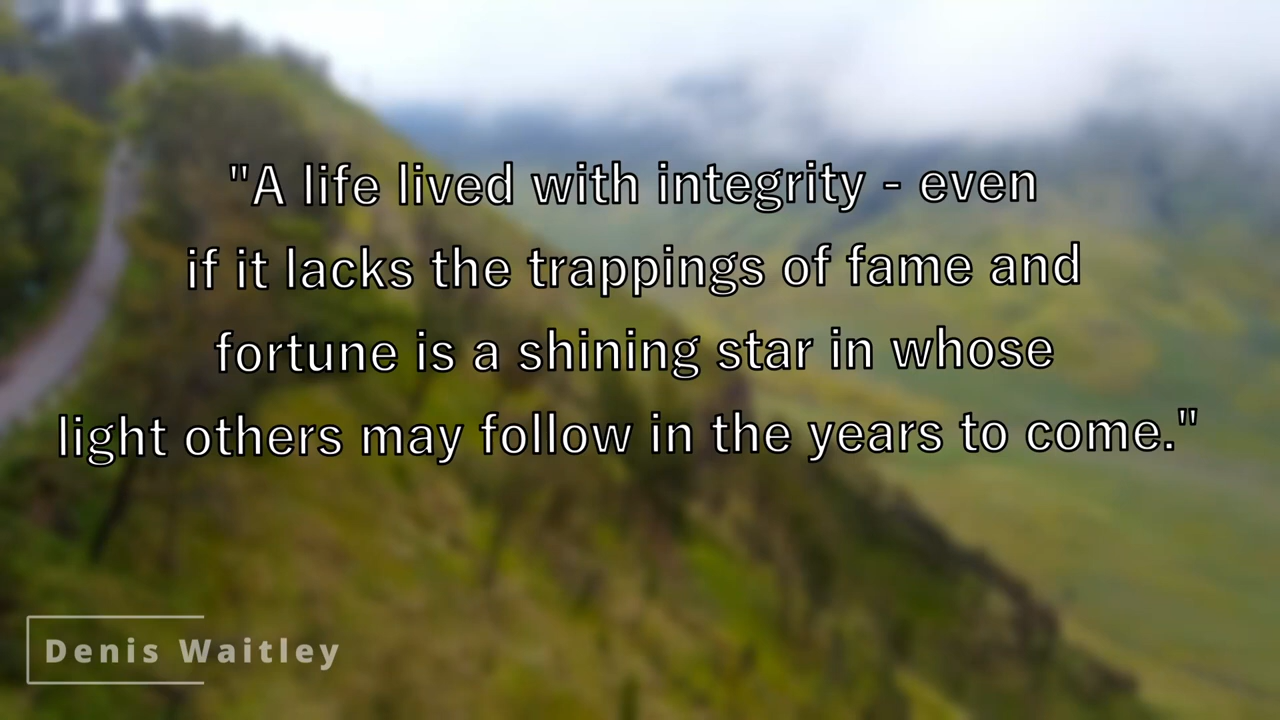 "A life lived with integrity - even
if it lacks the trappings of fame and
fortune is a shining star in whose
light others may follow in the years to come."
Denis Waitley